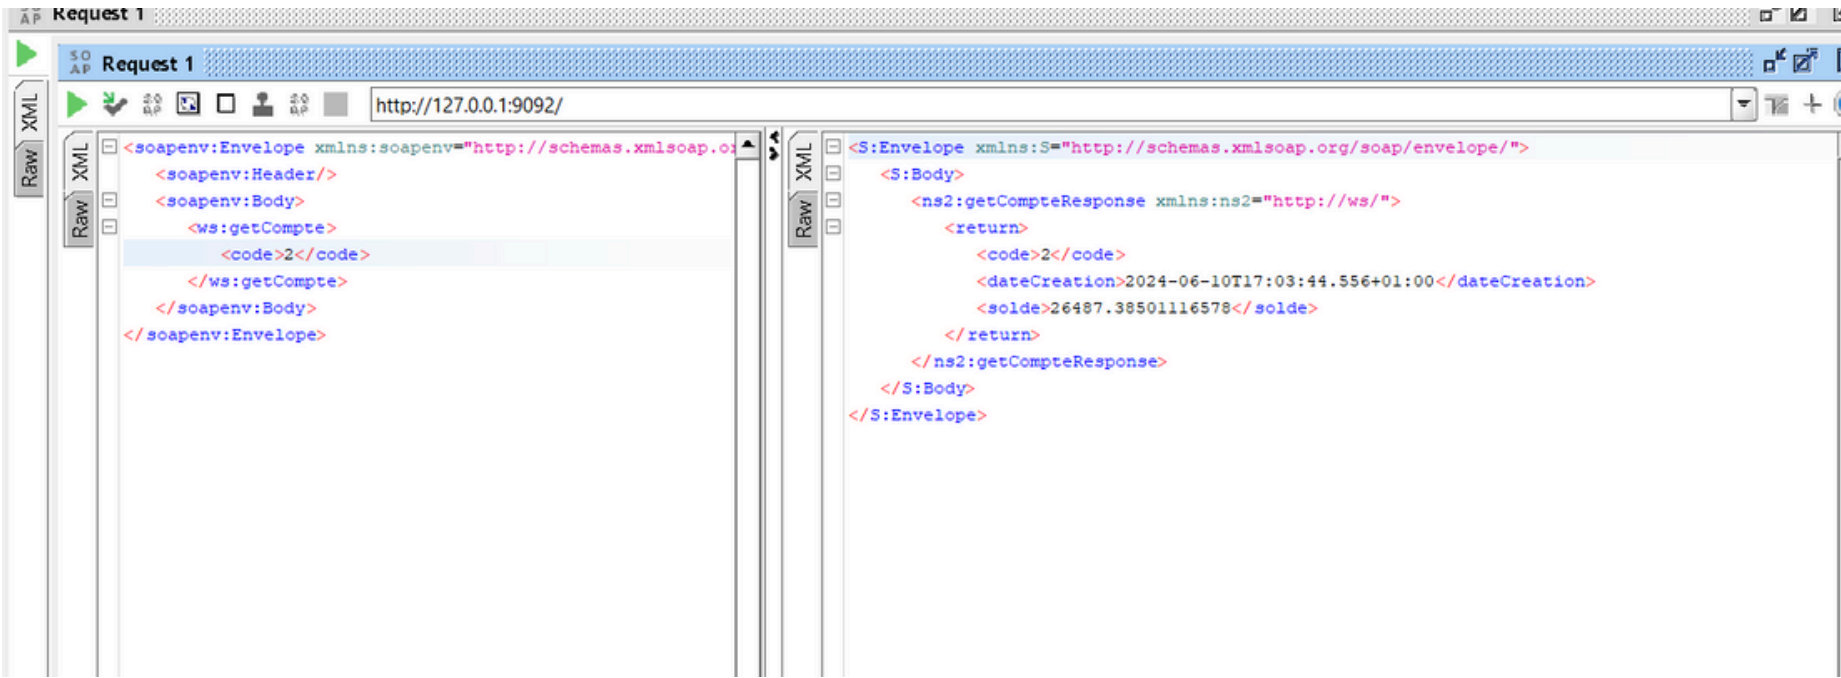 SO AP Request 1
SO AP Request 1
http://127.0.0.1:9092/
XML
Raw
XML
Raw
<soapenv:Envelope xmlns:soapenv="http://schemas.xmlsoap.o
<soapenv:Header/>
<soapenv:Body>
<ws:getCompte>
<code>2</code>
</ws:getCompte>
</soapenv:Body>
</soapenv:Envelope>
XML
Raw
<S:Envelope xmlns:S="http://schemas.xmlsoap.org/soap/envelope/">
<S:Body>
<ns2:getCompteResponse xmlns:ns2="http://ws/">
<return>
<code>2</code>
<dateCreation>2024-06-10T17:03:44.556+01:00</dateCreation>
<solde>26487.38501116578</solde>
</return>
</ns2:getCompteResponse>
</S:Body>
</S:Envelope>